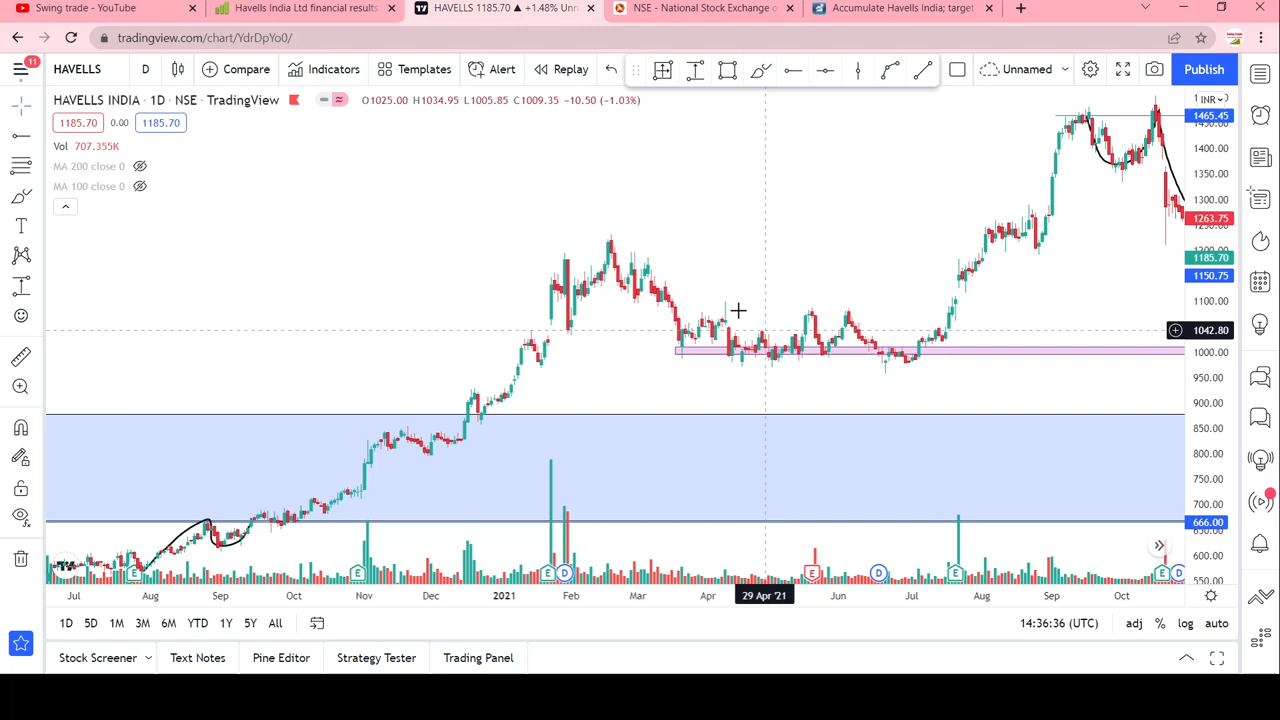 Swing trade - YouTube
Havells India Ltd financial results
HAVELLS 1185.70 ▲ +1.48% Unn
NSE - National Stock Exchange o
Accumulate Havells India; target
tradingview.com/chart/YdrDpYo0/
11
HAVELLS
D
Compare
Indicators
Templates
Alert
Replay
Unnamed
Publish
HAVELLS INDIA · 1D · NSE · TradingView
O1025.00 H1034.95 L1005.85 C1009.35 -10.50 (-1.03%)
INR
1185.70
0.00
1185.70
Vol 707.355K
MA 200 close 0
MA 100 close 0
1465.45
1400.00
1350.00
1300.00
1263.75
1185.70
1150.75
1100.00
1042.80
1000.00
950.00
900.00
850.00
800.00
750.00
700.00
666.00
600.00
550.00
E
E
E
D
E
D
E
E
D
Jul
Aug
Sep
Oct
Nov
Dec
2021
Feb
Mar
Apr
29 Apr '21
Jun
Jul
Aug
Sep
Oct
1D
5D
1M
3M
6M
YTD
1Y
5Y
All
14:36:36 (UTC)
adj
%
log
auto
Stock Screener
Text Notes
Pine Editor
Strategy Tester
Trading Panel